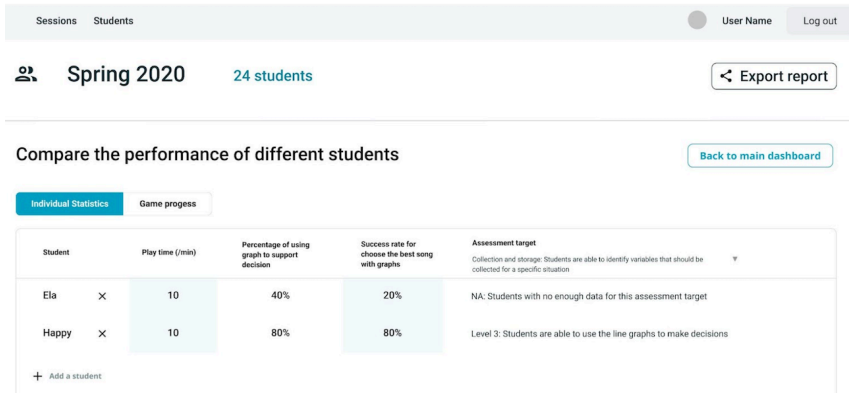 Sessions Students User Name Log out
Spring 2020 24 students Export report
Compare the performance of different students Back to main dashboard
Individual Statistics Game progess
Student
Play time (/min)
Percentage of using
graph to support
decision
Success rate for
choose the best song
with graphs
Assessment target
Collection and storage: Students are able to identify variables that should be
collected for a specific situation
Ela × 10 40% 20% NA: Students with no enough data for this assessment target
Happy × 10 80% 80% Level 3: Students are able to use the line graphs to make decisions
+ Add a student